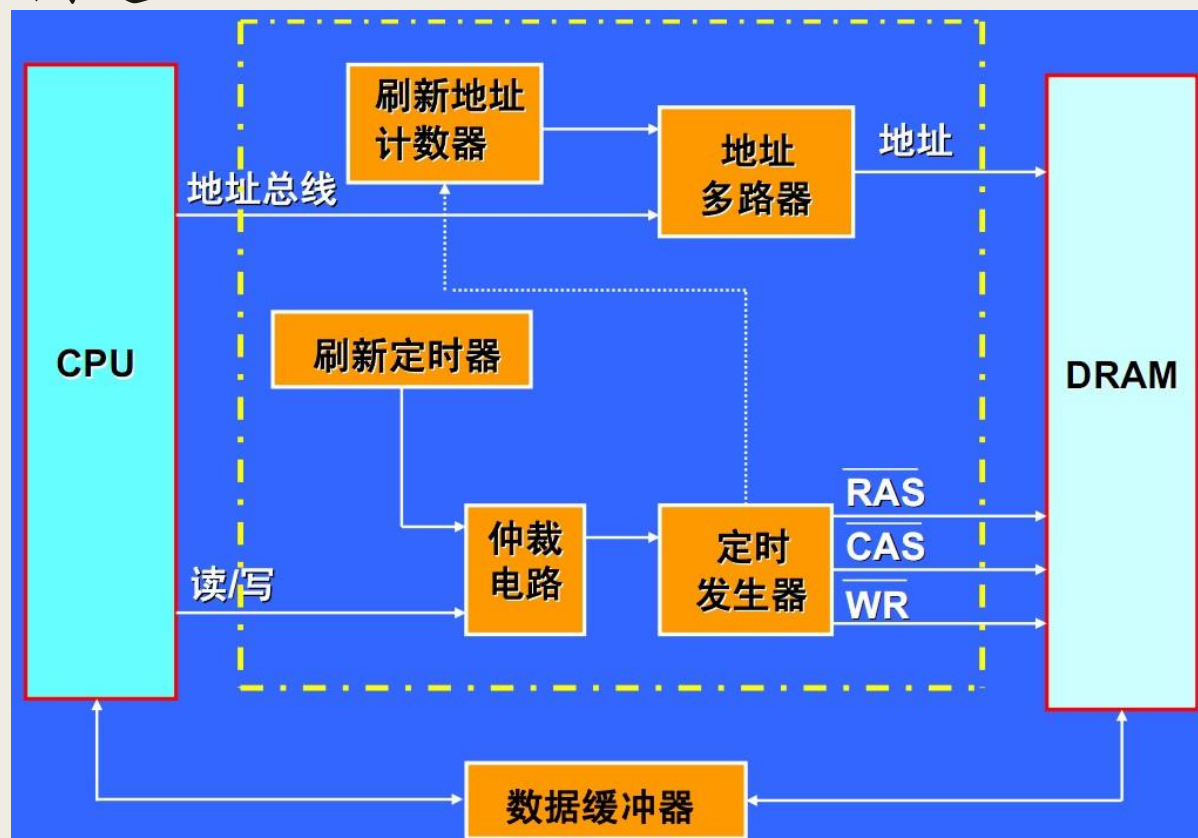 刷新地址
计数器
地址
多路器
地址
地址总线
CPU
刷新定时器
DRAM
仲裁
电路
定时
发生器
RAS
CAS
WR
读/写
数据缓冲器